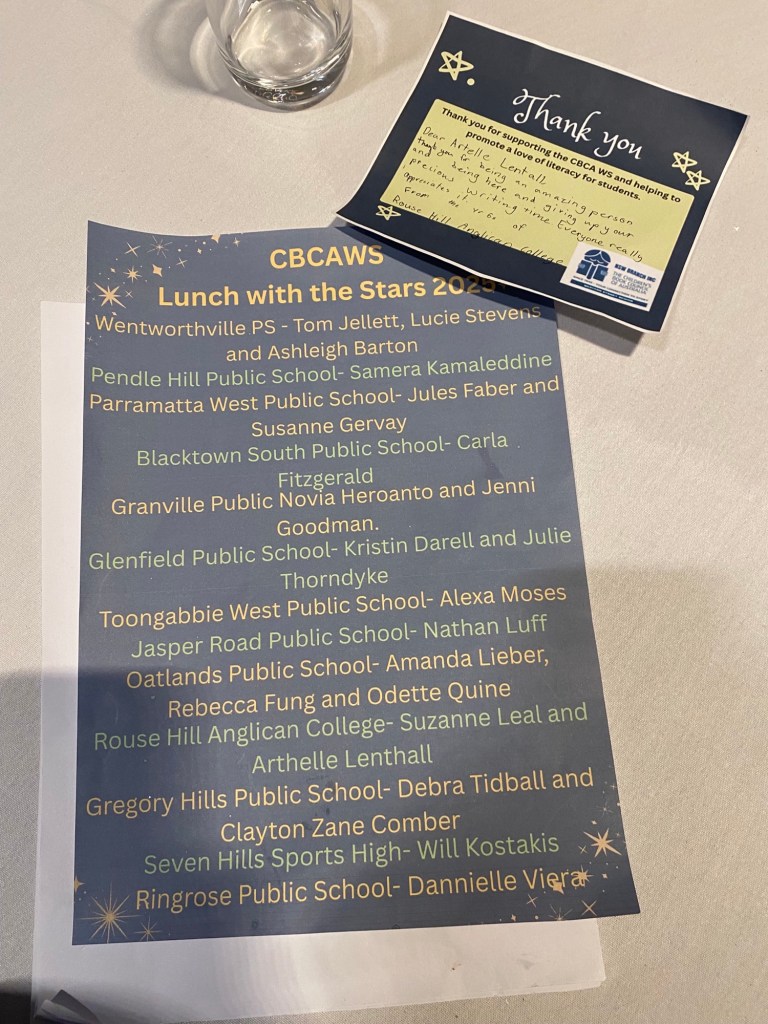 Thank you
Thank you for supporting the CBCA WS and helping to
promote a love of literacy for students.
Dear Artelle Lentall
thank you for being an amazing person
and being here and giving up your
precious writing time Everyone really
appreciates it
From the yr 6s of
Rouse Hill Anglican College
NSW BRANCH INC
THE CHILDREN'S
BOOK COUNCIL
OF AUSTRALIA
CBCAWS
Lunch with the Stars 2025
Wentworthville PS - Tom Jellett, Lucie Stevens
and Ashleigh Barton
Pendle Hill Public School- Samera Kamaleddine
Parramatta West Public School- Jules Faber and
Susanne Gervay
Blacktown South Public School- Carla
Fitzgerald
Granville Public Novia Heroanto and Jenni
Goodman.
Glenfield Public School- Kristin Darell and Julie
Thorndyke
Toongabbie West Public School- Alexa Moses
Jasper Road Public School- Nathan Luff
Oatlands Public School- Amanda Lieber,
Rebecca Fung and Odette Quine
Rouse Hill Anglican College- Suzanne Leal and
Arthelle Lenthall
Gregory Hills Public School- Debra Tidball and
Clayton Zane Comber
Seven Hills Sports High- Will Kostakis
Ringrose Public School- Dannielle Viera